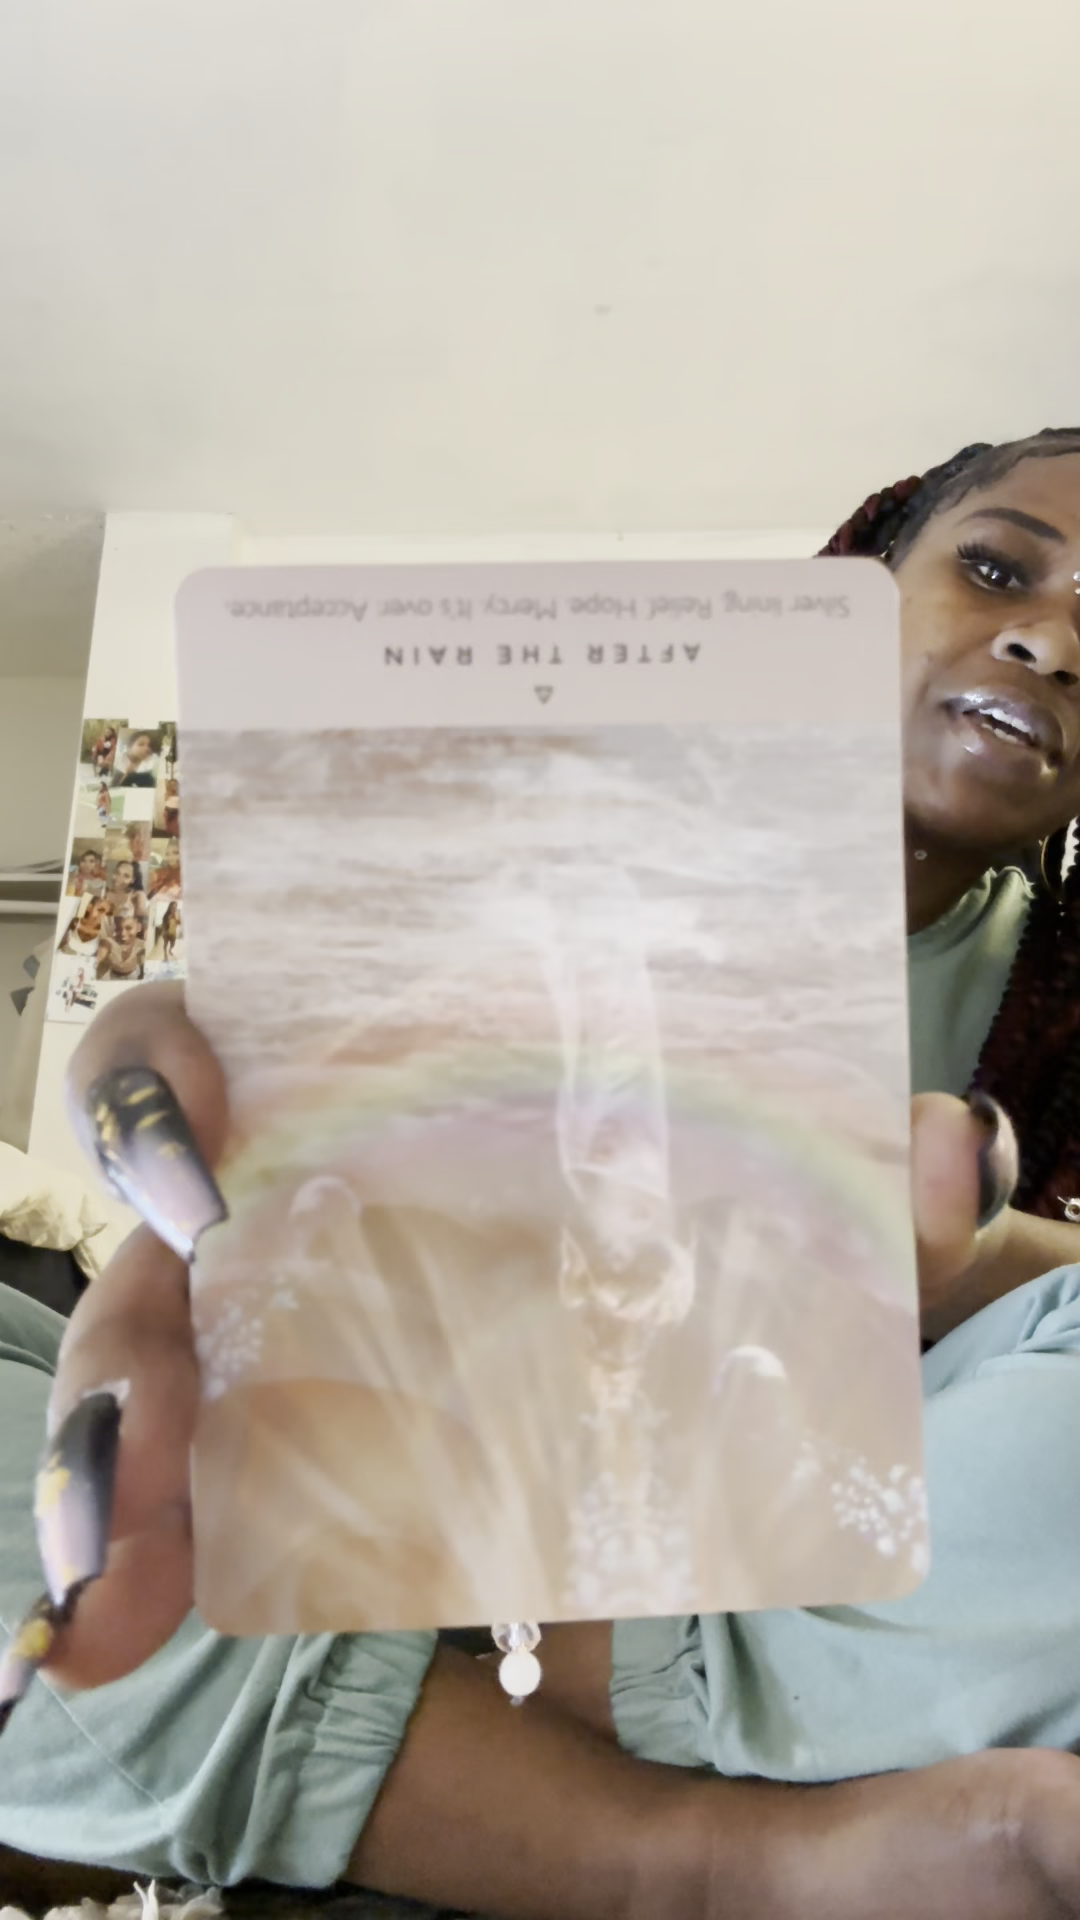 AFTER THE RAIN
Silver lining. Relief. Hope. Mercy. It's over. Acceptance.